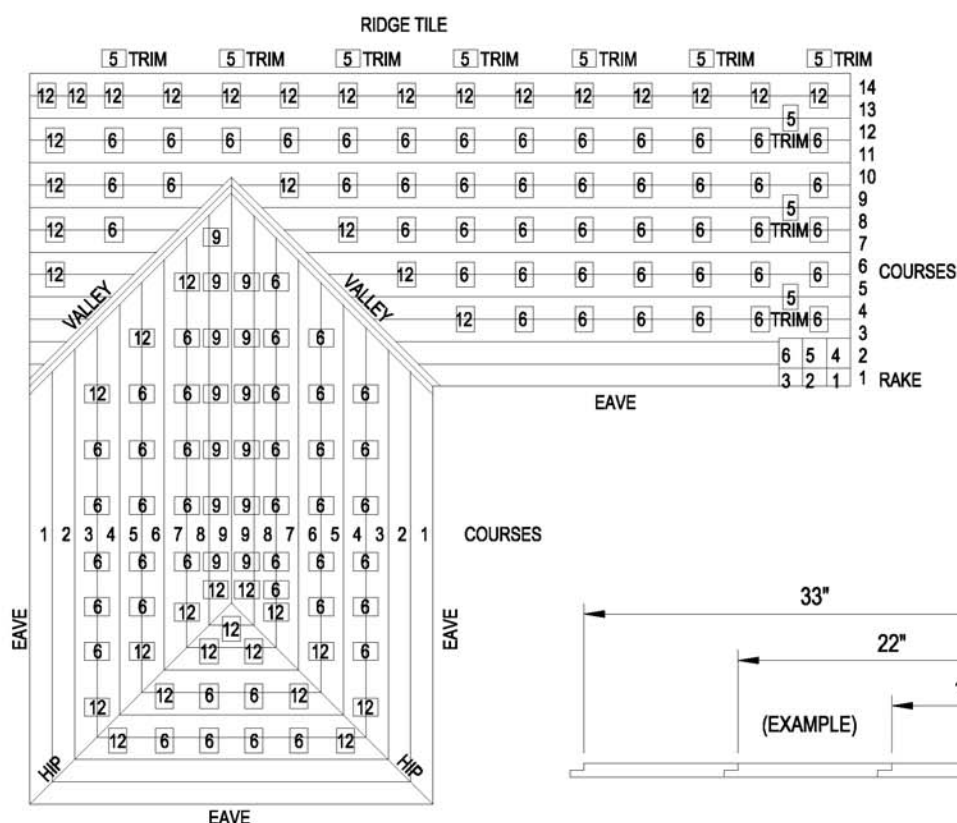 RIDGE TILE
5 TRIM 5 TRIM 5 TRIM 5 TRIM 5 TRIM 5 TRIM 5 TRIM
12 12 12 12 12 12 12 12 12 12 12 12 12 12 12 14
13
5
12 6 6 6 6 6 6 6 6 6 6 6 6 TRIM 6 12
11
12 6 6 12 6 6 6 6 6 6 6 6 6 10
9
5
12 6 12 6 6 6 6 6 6 6 TRIM 6 8
7
9
12 12 6 6 6 6 6 6 6 6 COURSES
12 9 9 6
5
5
VALLEY VALLEY
12 6 6 6 6 6 TRIM 6 4
3
12 6 9 9 6 6
6 5 4 2
3 2 1 1 RAKE
EAVE
12 6 6 9 9 6 6 6
6 6 6 9 9 6 6 6
6 6 6 9 9 6 6 6
1 2 3 4 5 6 7 8 9 9 8 7 6 5 4 3 2 1 COURSES
6 6 6 9 9 6 6 6
12 12 6
6 6 12 12 6 6
EAVE EAVE
12
6 12 12 12 12 6
12 6 6 12
12 12
12 6 6 6 6 12
HIP HIP
EAVE
33"
22"
(EXAMPLE)